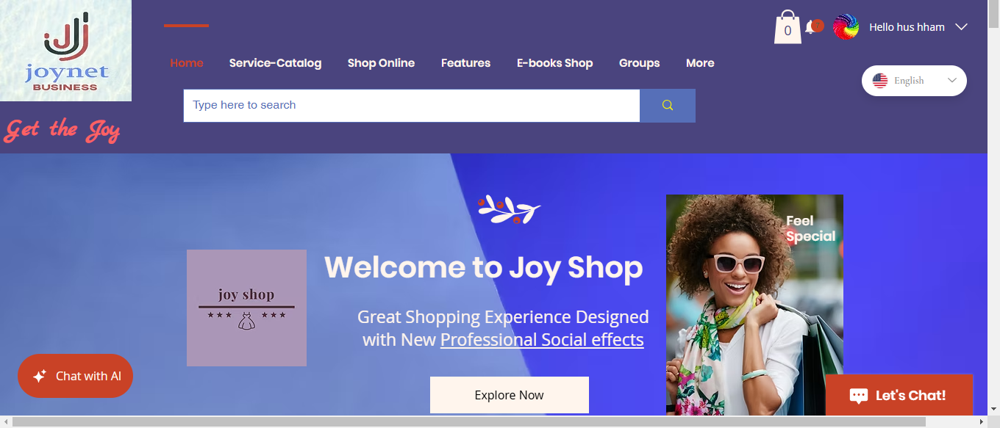 joynet
BUSINESS
Get the Joy
0
Hello hus hham
Home
Service-Catalog
Shop Online
Features
E-books Shop
Groups
More
English
Type here to search
Feel
Special
Welcome to Joy Shop
joy shop
Great Shopping Experience Designed
with New Professional Social effects
Explore Now
Chat with AI
Let's Chat!